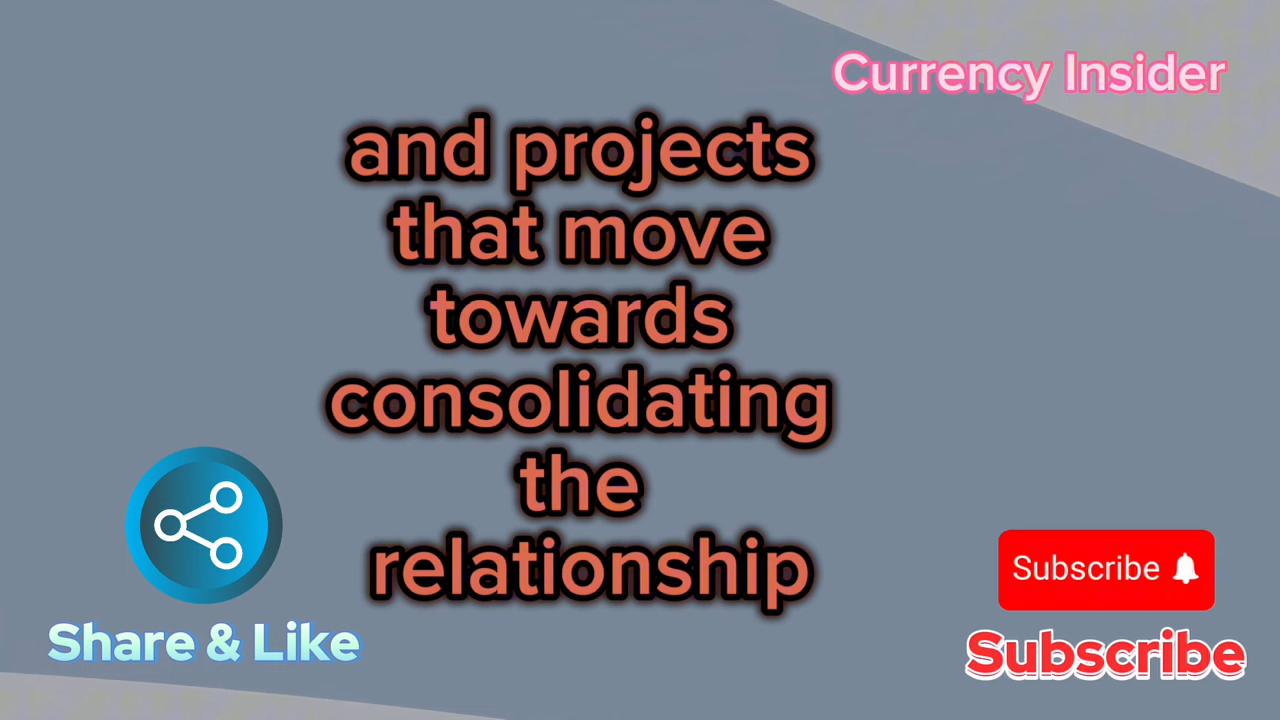 Currency Insider
and projects
that move
towards
consolidating
the
relationship
Subscribe
Share & Like
Subscribe